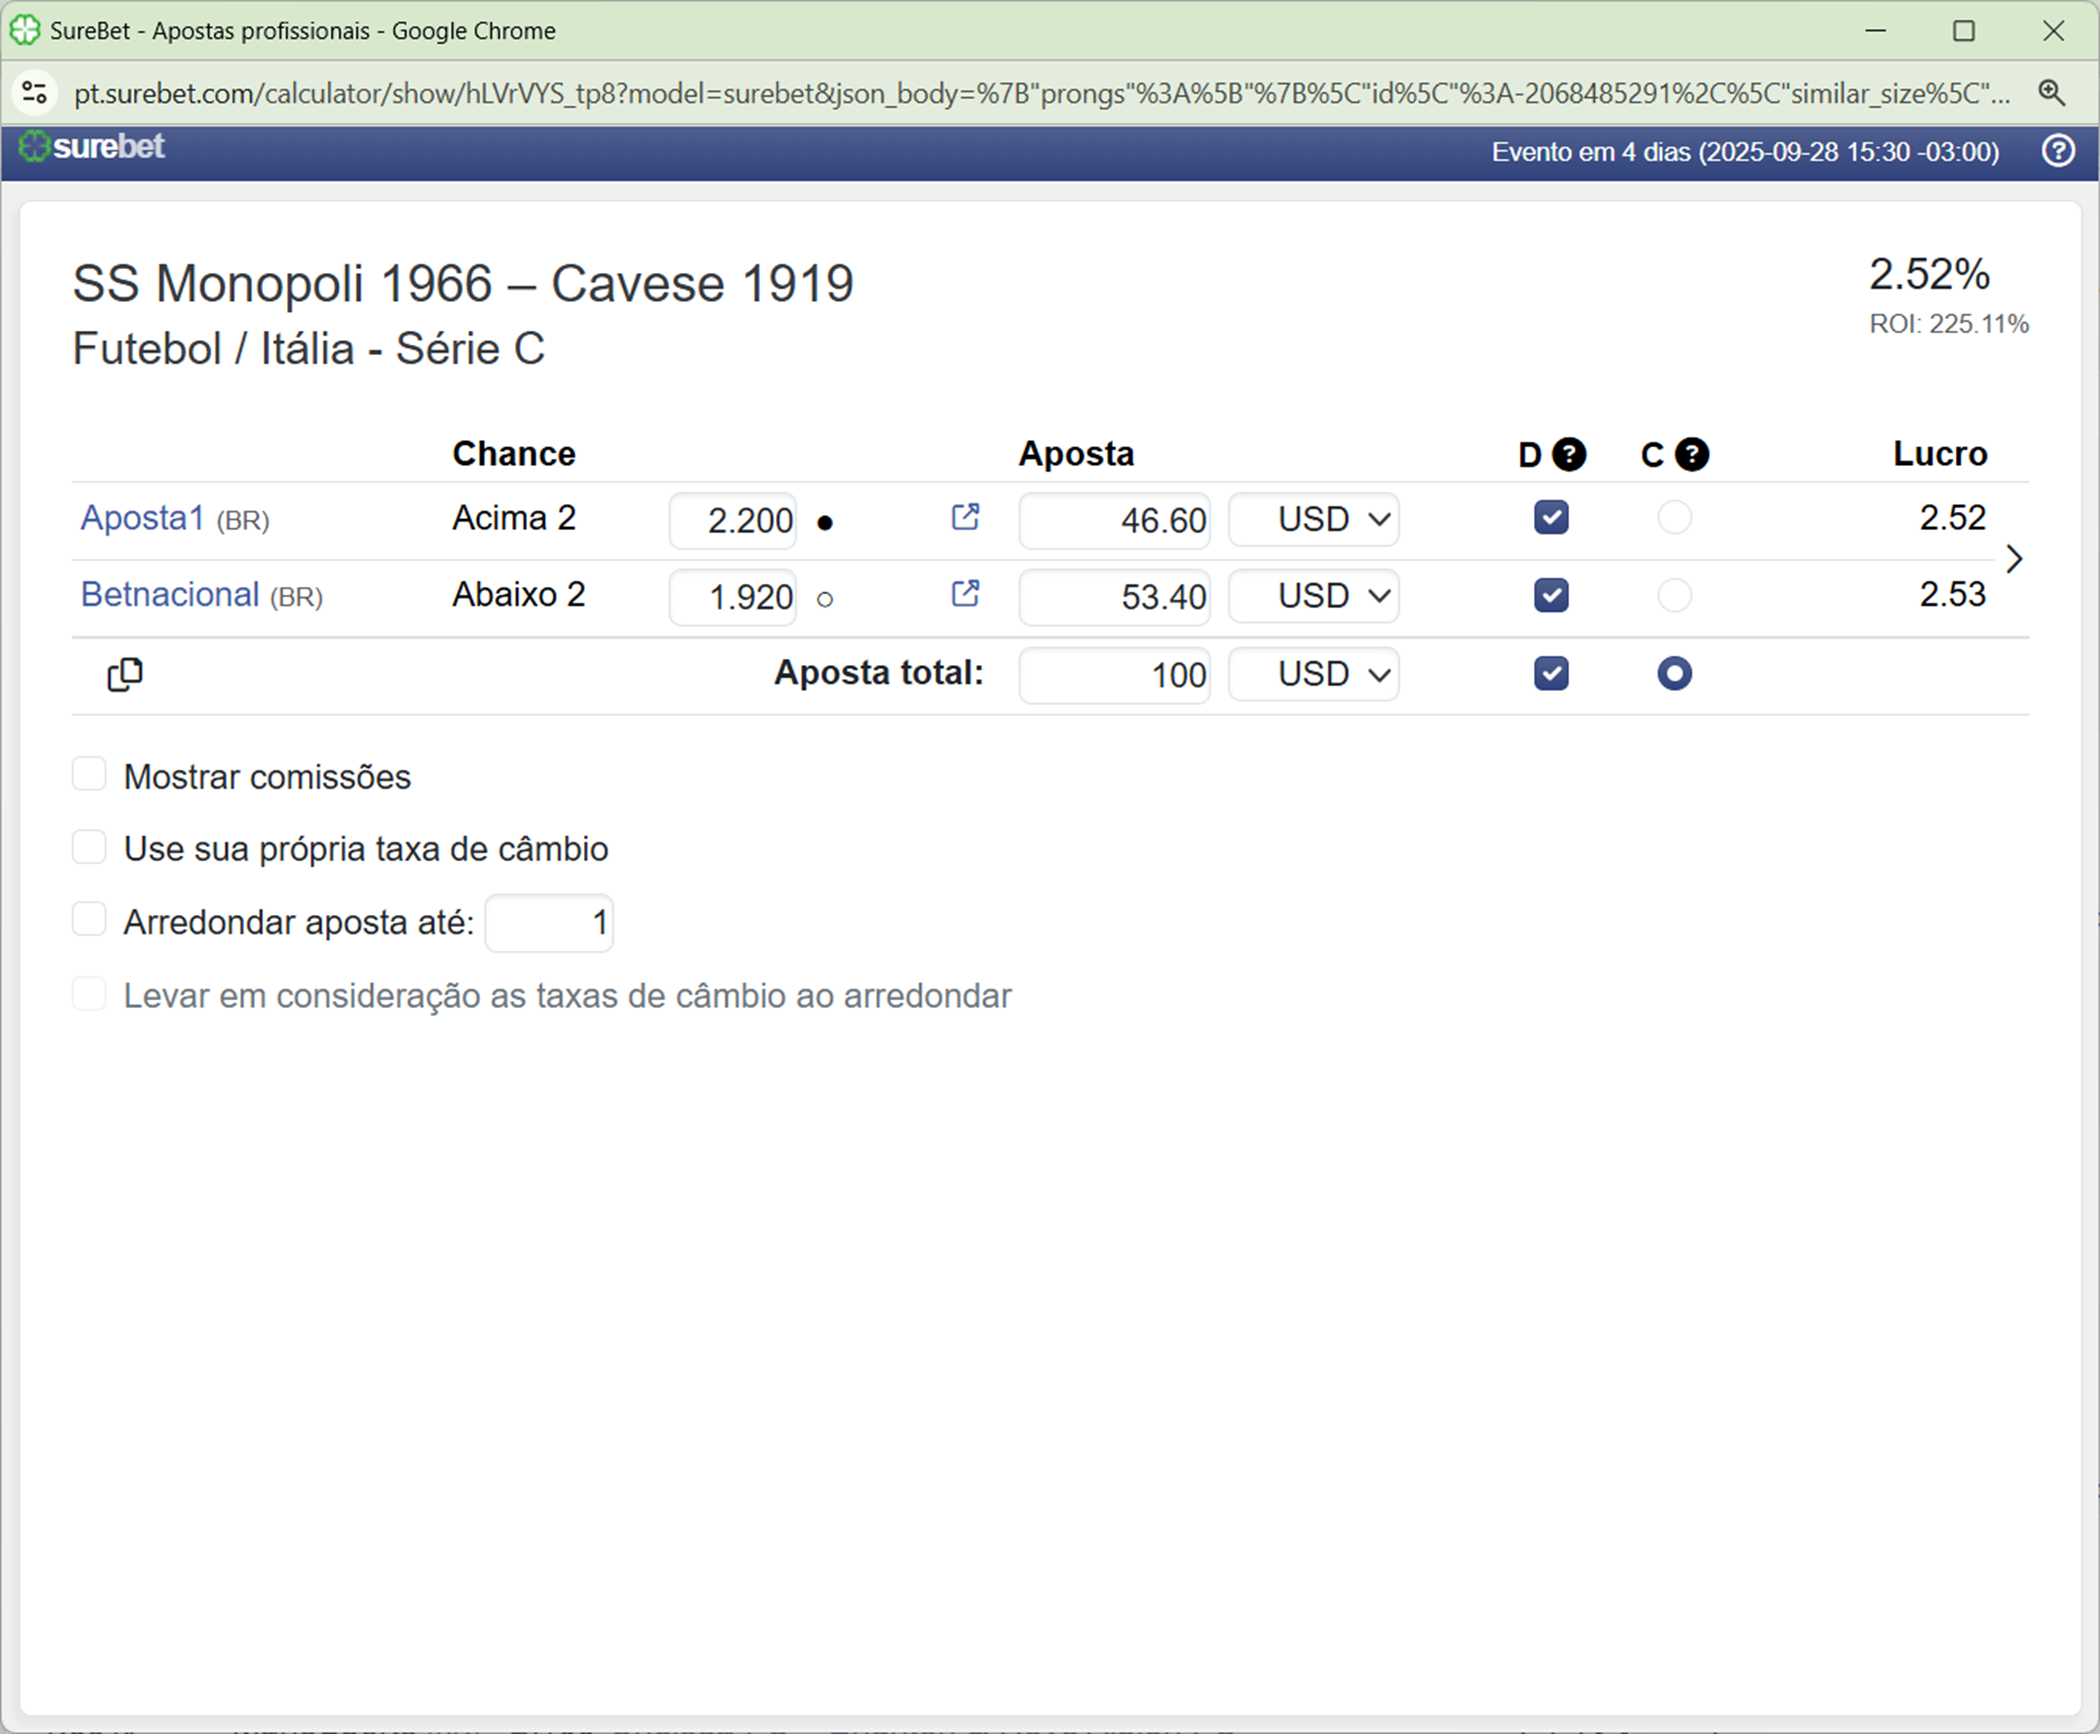 SureBet - Apostas profissionais - Google Chrome
pt.surebet.com/calculator/show/hLVrVYS_tp8?model=surebet&json_body=%7B"prongs"%3A%5B"%7B%5C"id%5C"%3A-2068485291%2C%5C"similar_size%5C"...
surebet
Evento em 4 dias (2025-09-28 15:30 -03:00)
SS Monopoli 1966 – Cavese 1919
2.52%
Futebol / Itália - Série C
ROI: 225.11%
Chance Aposta D ? C ? Lucro
Aposta1 (BR) Acima 2 2.200 46.60 USD 2.52
Betnacional (BR) Abaixo 2 1.920 53.40 USD 2.53
Aposta total: 100 USD
Mostrar comissões
Use sua própria taxa de câmbio
Arredondar aposta até: 1
Levar em consideração as taxas de câmbio ao arredondar